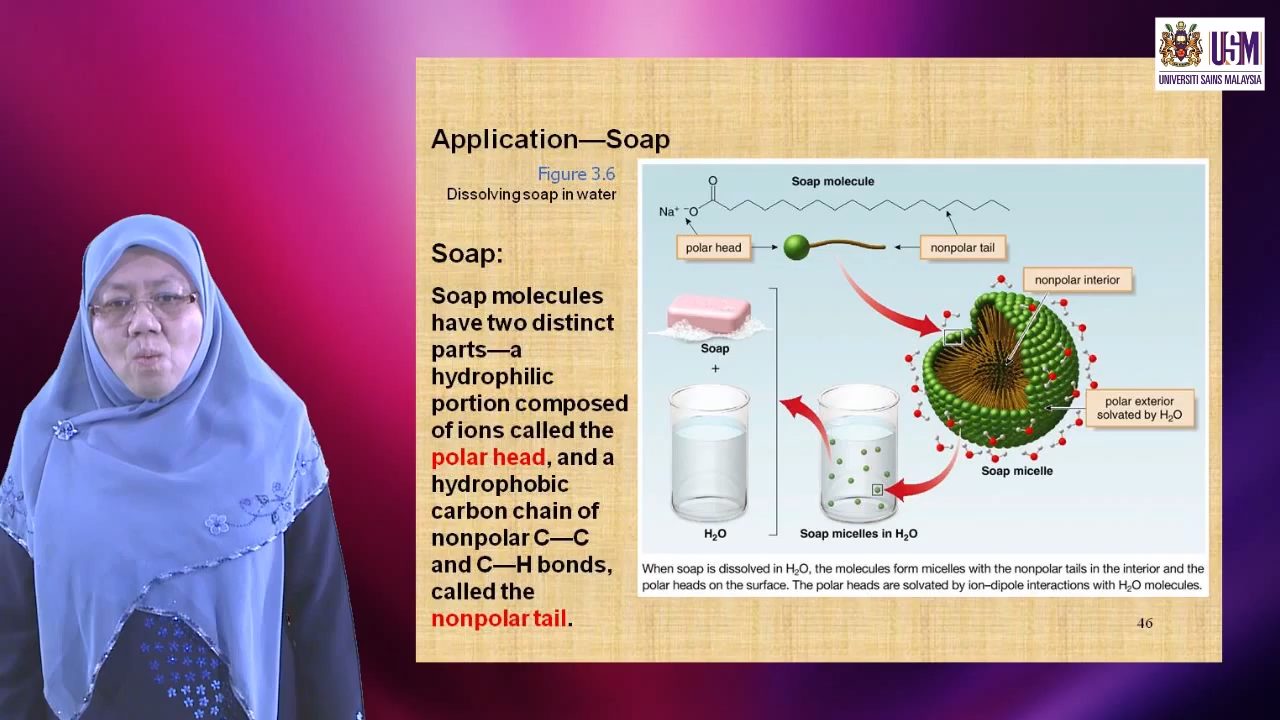 USM
UNIVERSITI SAINS MALAYSIA
Application—Soap
Figure 3.6
Dissolving soap in water
Soap:
Soap molecules
have two distinct
parts—a
hydrophilic
portion composed
of ions called the
polar head, and a
hydrophobic
carbon chain of
nonpolar C—C
and C—H bonds,
called the
nonpolar tail.
O
Soap molecule
Na⁺ ⁻O
polar head
nonpolar tail
nonpolar interior
Soap
+
polar exterior
solvated by H₂O
Soap micelle
H₂O
Soap micelles in H₂O
When soap is dissolved in H₂O, the molecules form micelles with the nonpolar tails in the interior and the
polar heads on the surface. The polar heads are solvated by ion–dipole interactions with H₂O molecules.
46